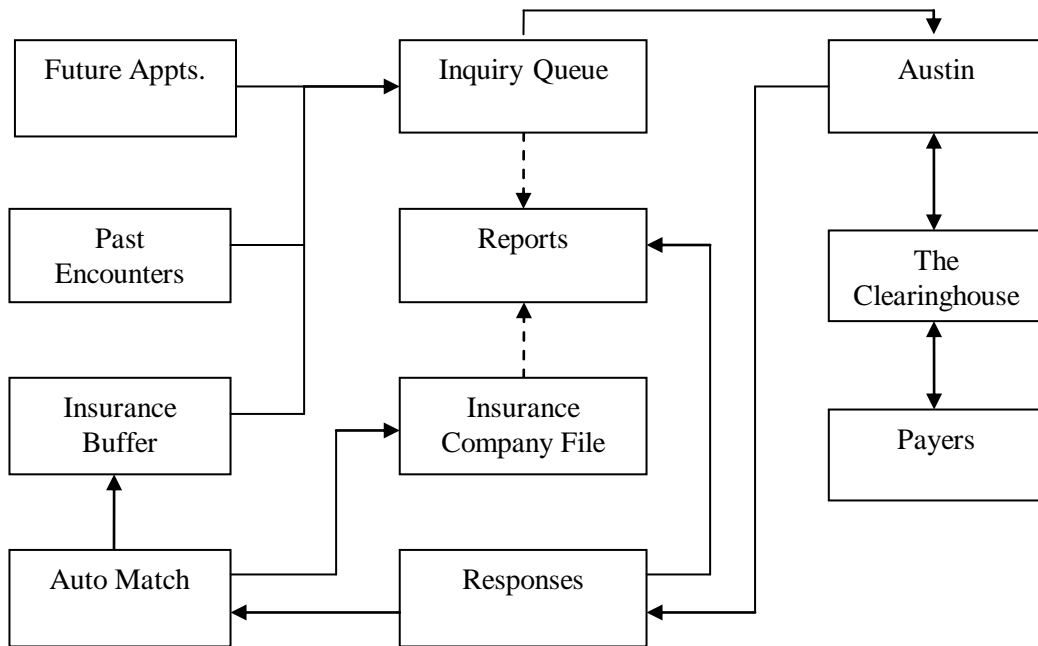 Future Appts.
Inquiry Queue
Austin
Past
Encounters
Reports
The
Clearinghouse
Insurance
Buffer
Insurance
Company File
Payers
Auto Match
Responses